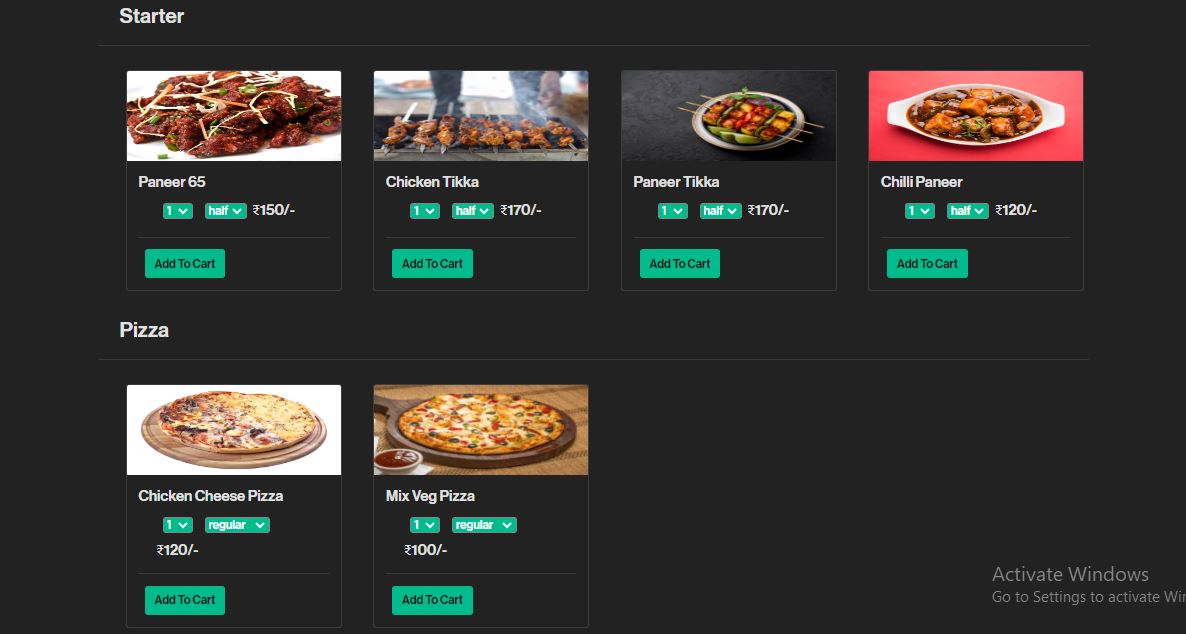 Starter
Paneer 65
1 half ₹150/-
Add To Cart
Chicken Tikka
1 half ₹170/-
Add To Cart
Paneer Tikka
1 half ₹170/-
Add To Cart
Chilli Paneer
1 half ₹120/-
Add To Cart
Pizza
Chicken Cheese Pizza
1 regular
₹120/-
Add To Cart
Mix Veg Pizza
1 regular
₹100/-
Add To Cart
Activate Windows
Go to Settings to activate